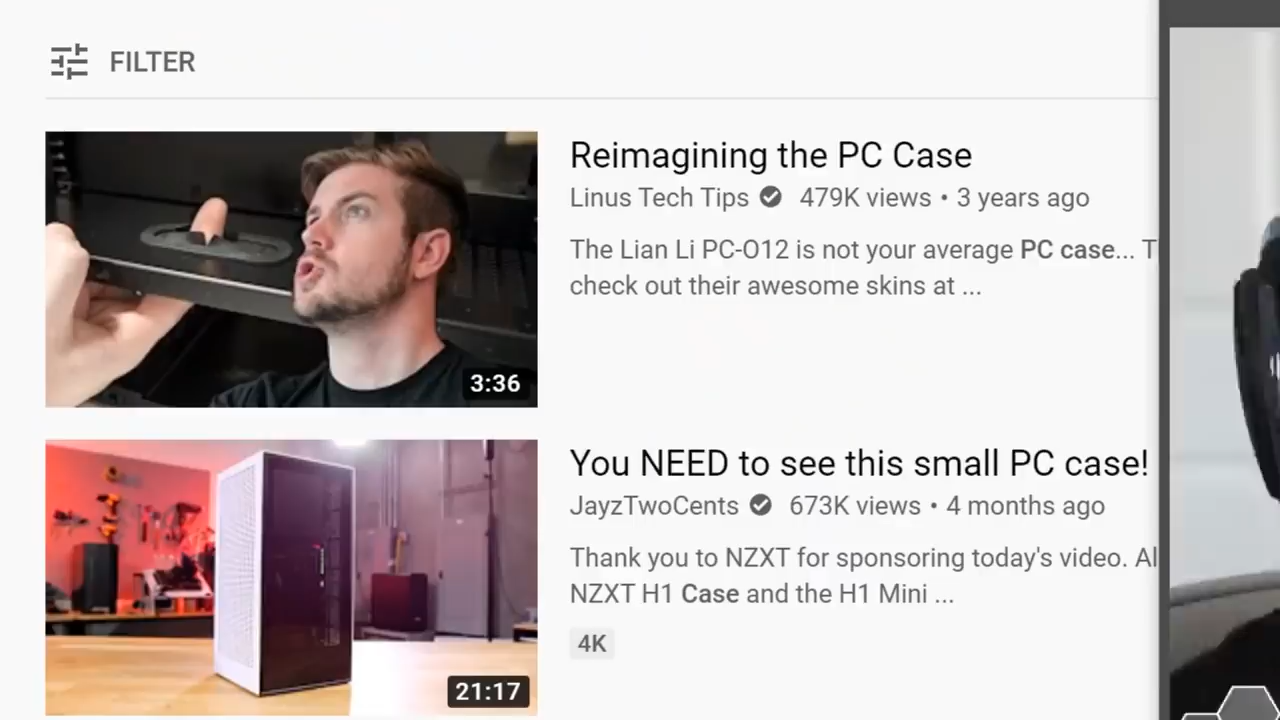 FILTER
Reimagining the PC Case
Linus Tech Tips 479K views • 3 years ago
The Lian Li PC-O12 is not your average PC case... T
check out their awesome skins at ...
3:36
You NEED to see this small PC case!
JayzTwoCents 673K views • 4 months ago
Thank you to NZXT for sponsoring today's video. Al
NZXT H1 Case and the H1 Mini ...
4K
21:17